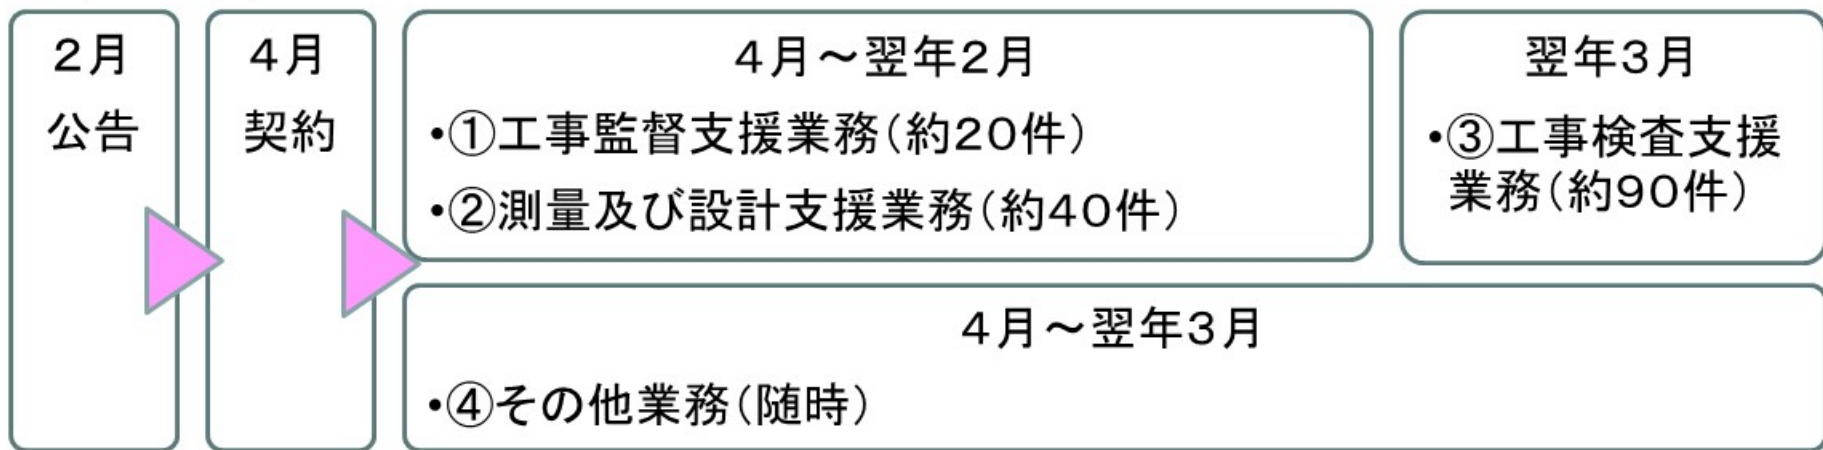 2月
公告
4月
契約
4月~翌年2月
•①工事監督支援業務(約20件)
•②測量及び設計支援業務(約40件)
翌年3月
•③工事検査支援
業務(約90件)
4月~翌年3月
•④その他業務(随時)